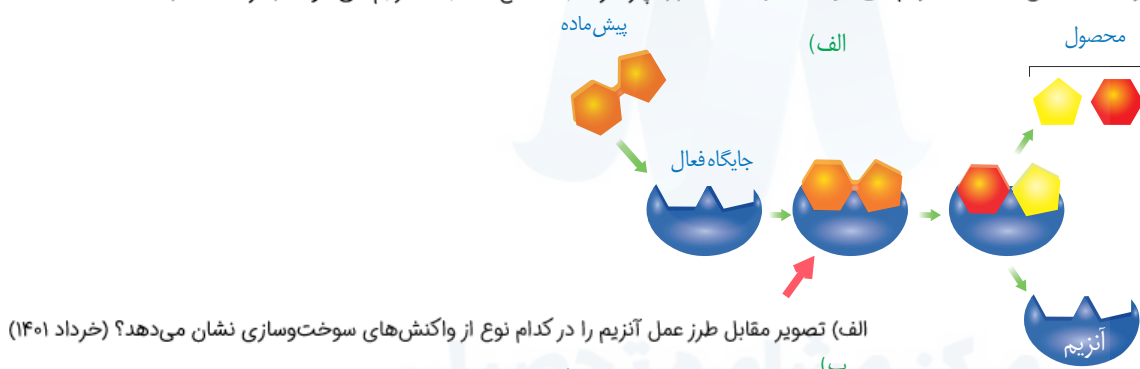 پیش‌ماده
الف)
محصول
جایگاه فعال
آنزیم
الف) تصویر مقابل طرز عمل آنزیم را در کدام نوع از واکنش‌های سوخت‌وسازی نشان می‌دهد؟ (خرداد ۱۴۰۱)
ب)